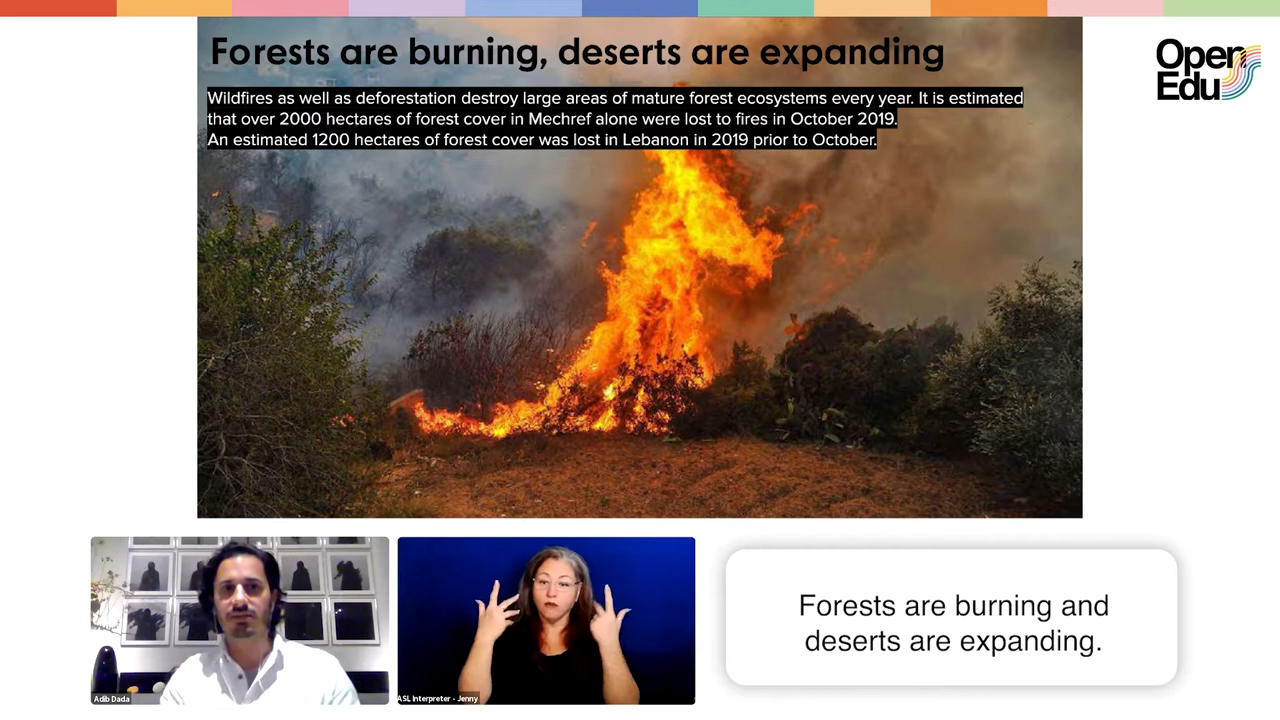 Forests are burning, deserts are expanding
Wildfires as well as deforestation destroy large areas of mature forest ecosystems every year. It is estimated
that over 2000 hectares of forest cover in Mechref alone were lost to fires in October 2019.
An estimated 1200 hectares of forest cover was lost in Lebanon in 2019 prior to October.
Open
Edu
Adib Dada
ASL Interpreter - Jenny
Forests are burning and
deserts are expanding.